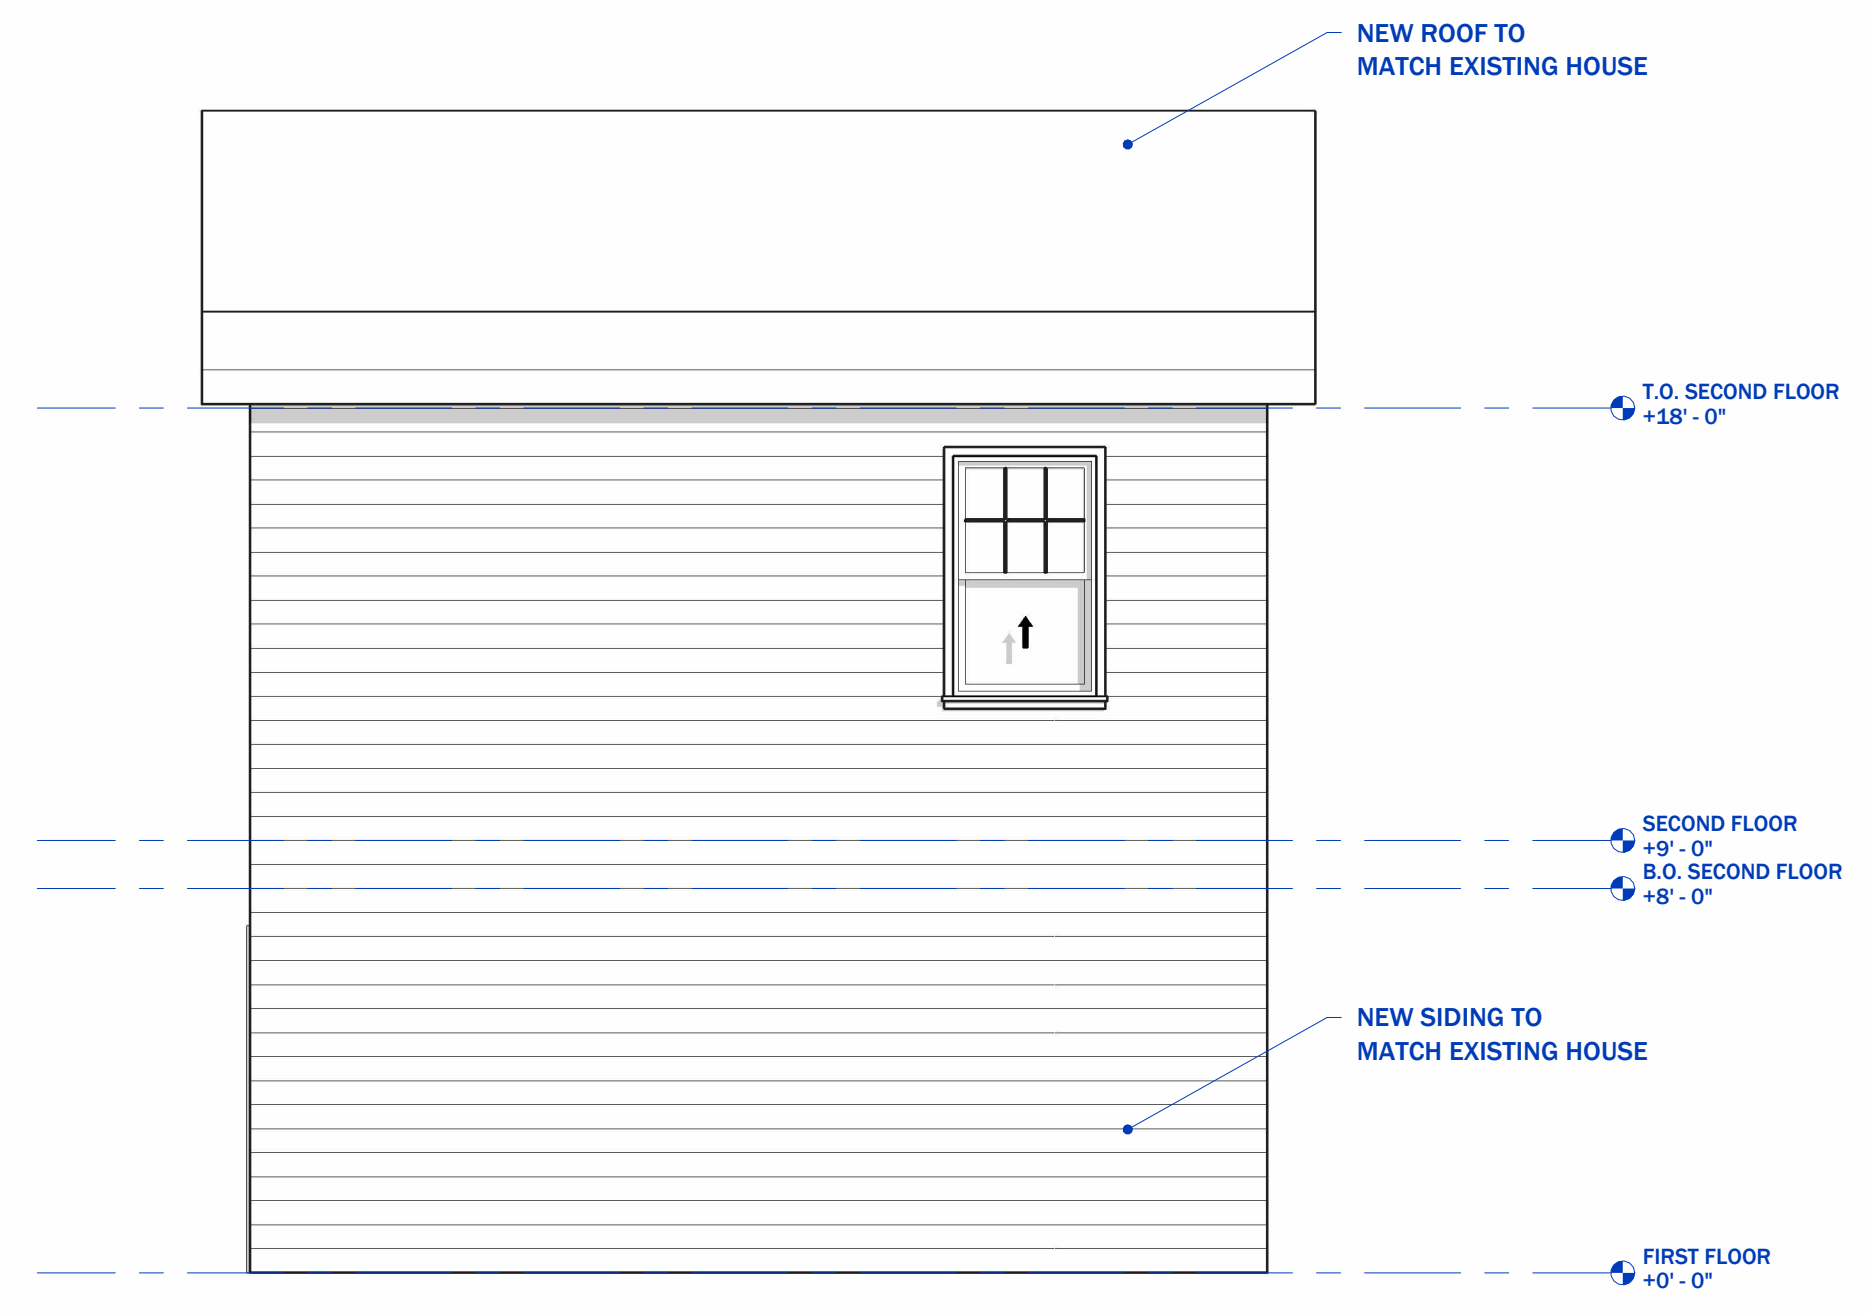 NEW ROOF TO
MATCH EXISTING HOUSE
T.O. SECOND FLOOR
+18' - 0"
SECOND FLOOR
+9' - 0"
B.O. SECOND FLOOR
+8' - 0"
NEW SIDING TO
MATCH EXISTING HOUSE
FIRST FLOOR
+0' - 0"